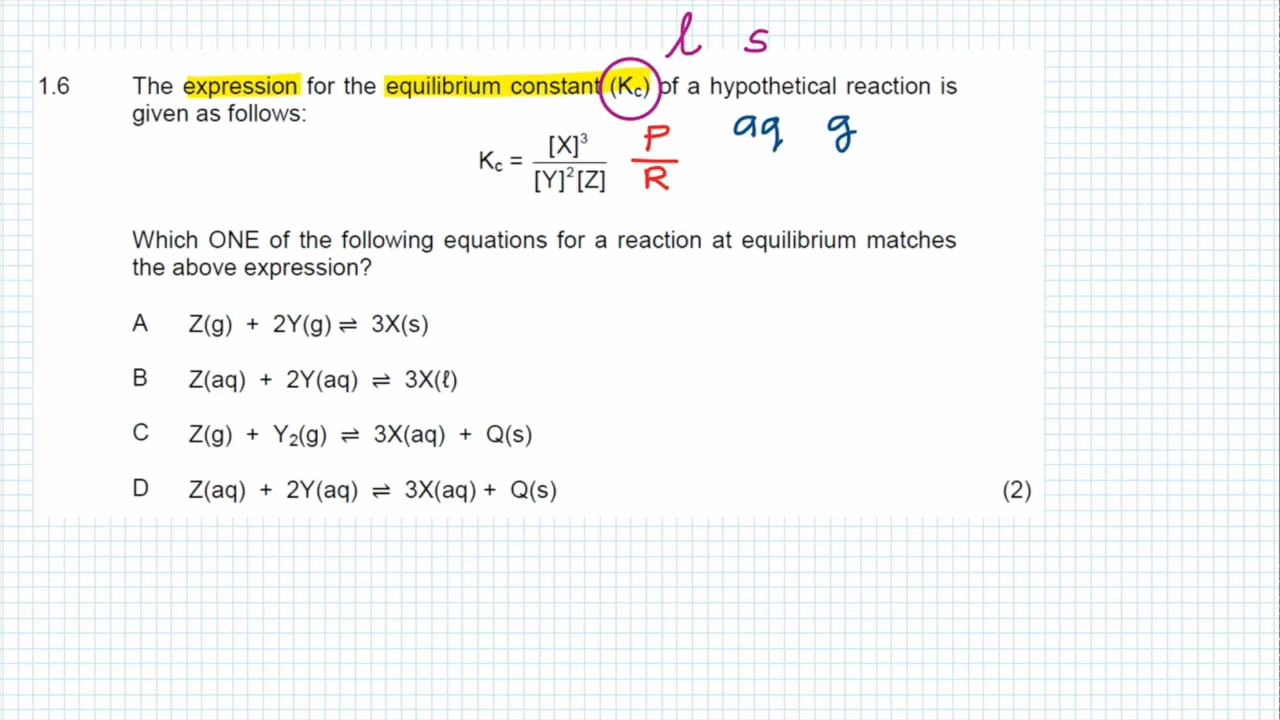 l s
1.6 The expression for the equilibrium constant (Kc) of a hypothetical reaction is
given as follows:
aq g
Kc = [X]³ / [Y]²[Z] P / R
Which ONE of the following equations for a reaction at equilibrium matches
the above expression?
A Z(g) + 2Y(g) ⇌ 3X(s)
B Z(aq) + 2Y(aq) ⇌ 3X(ℓ)
C Z(g) + Y₂(g) ⇌ 3X(aq) + Q(s)
D Z(aq) + 2Y(aq) ⇌ 3X(aq) + Q(s) (2)